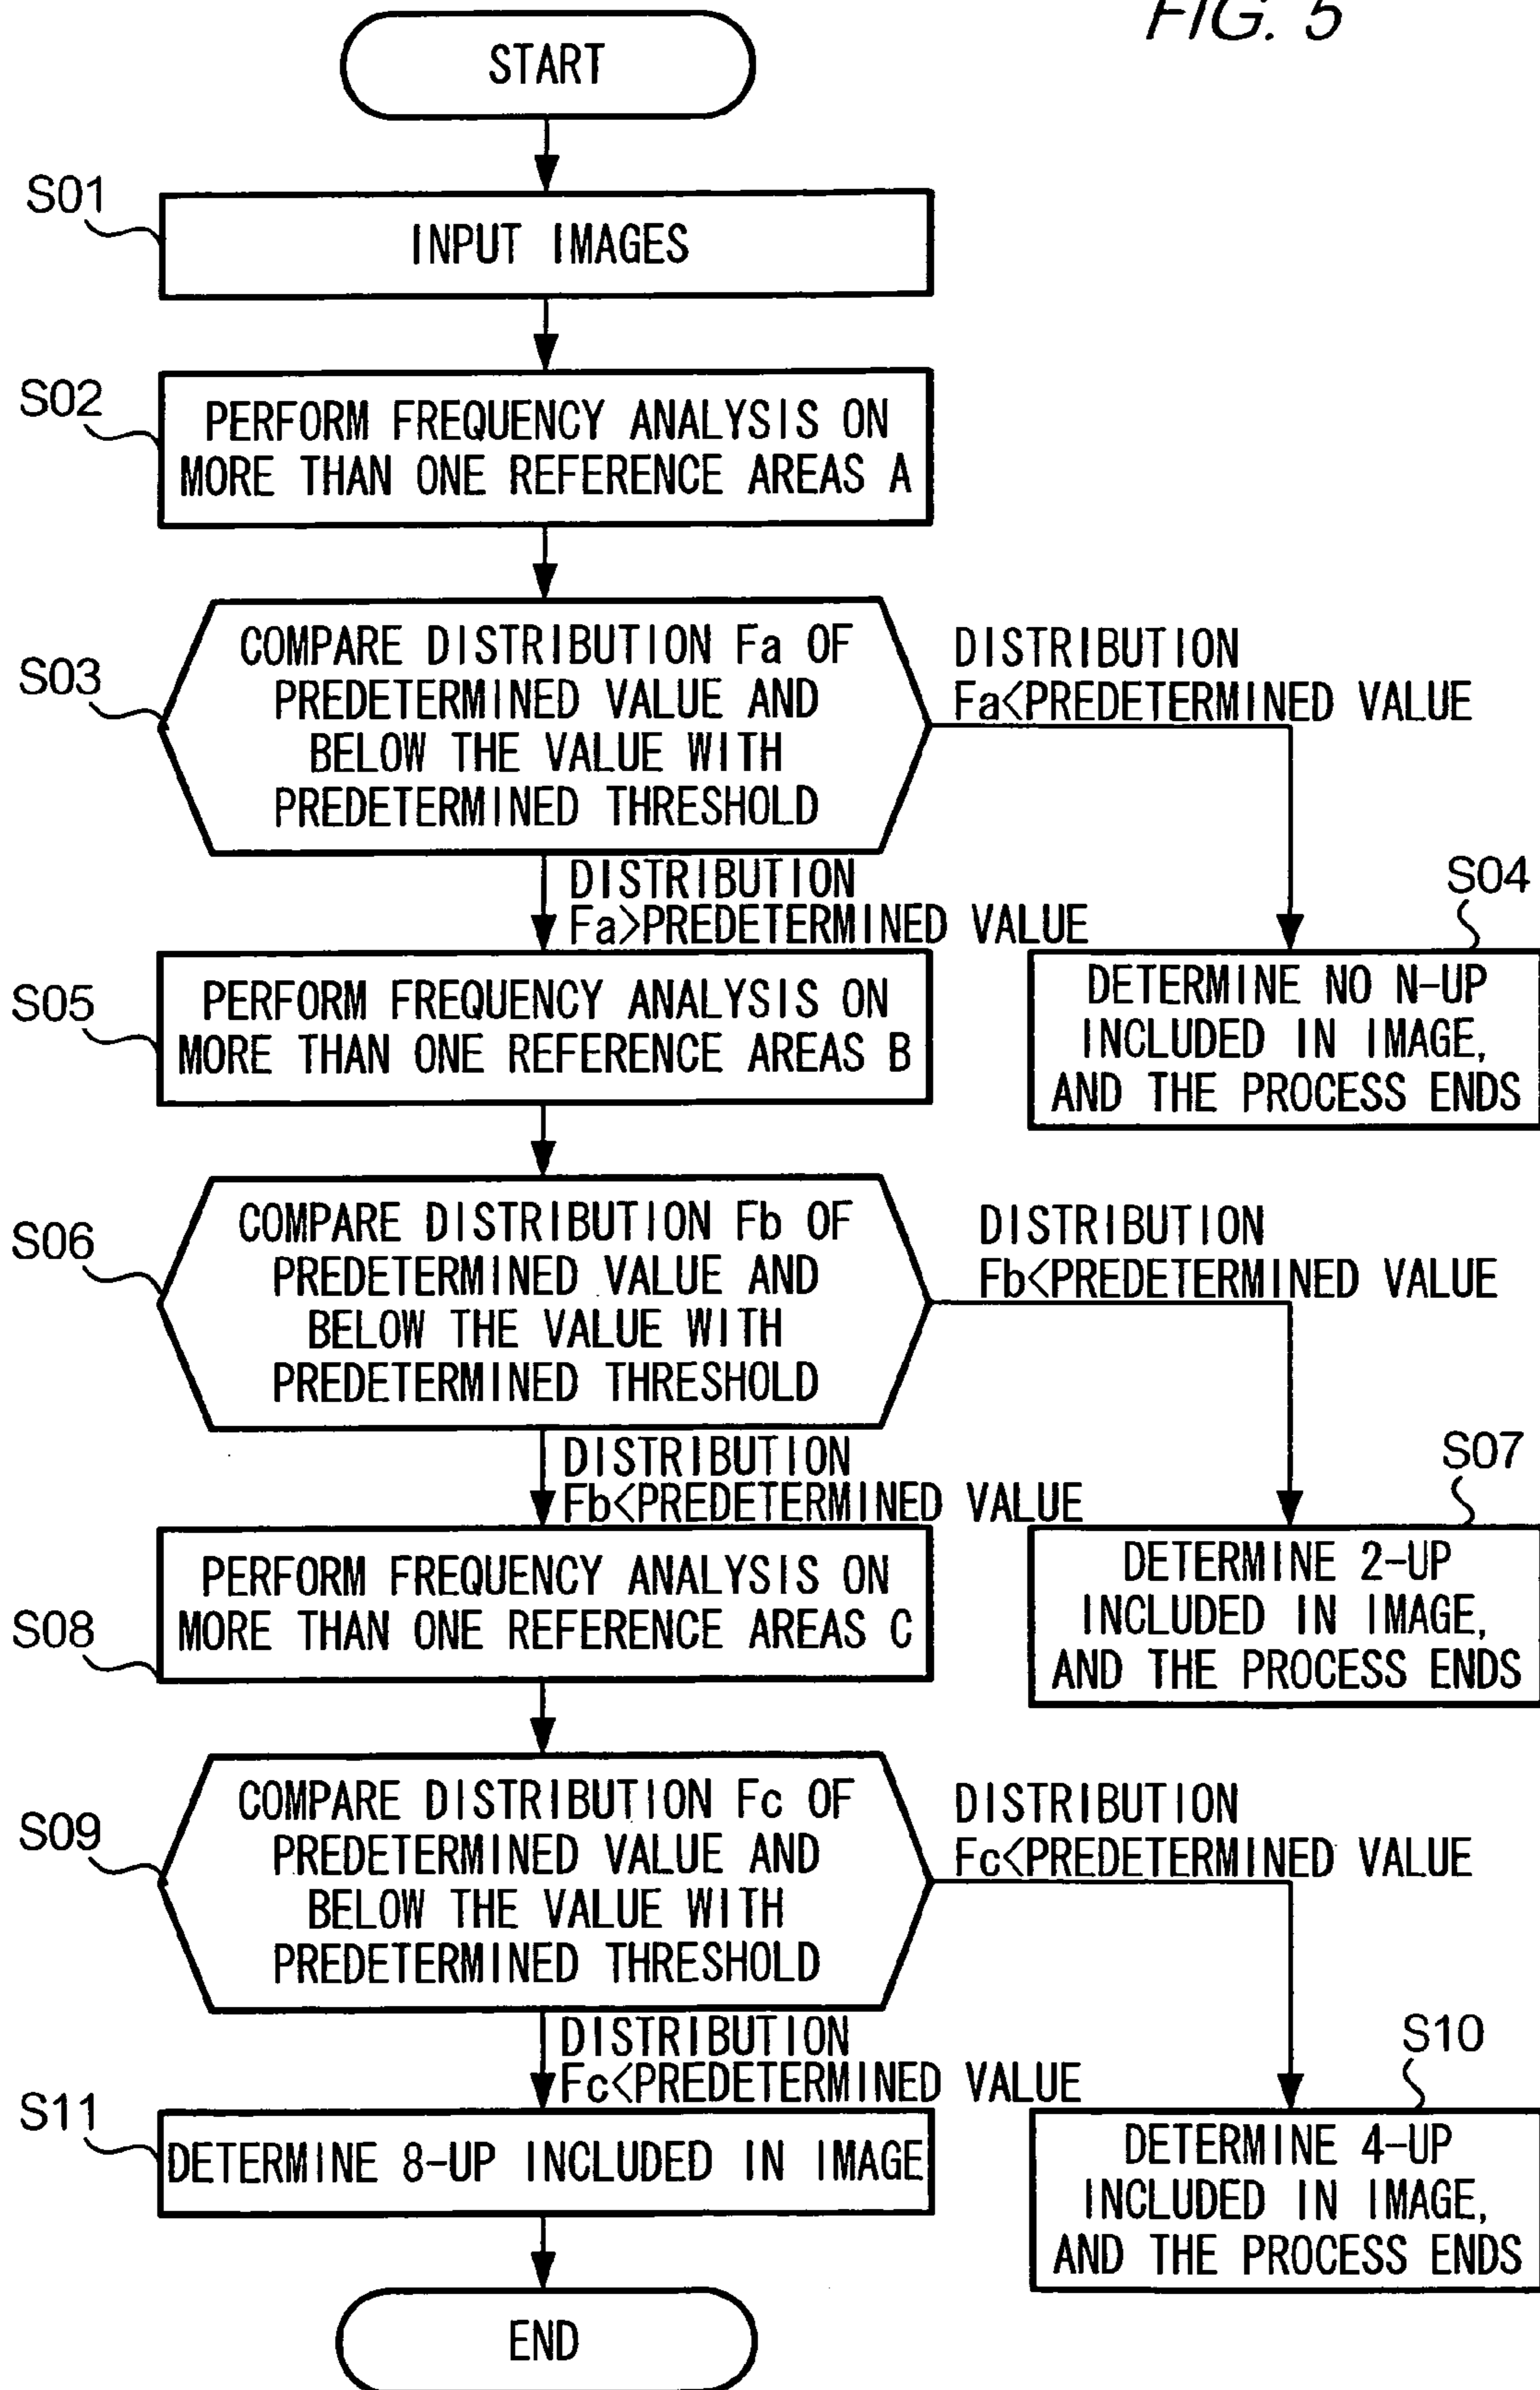 FIG. 5
START
S01
INPUT IMAGES
S02
PERFORM FREQUENCY ANALYSIS ON
MORE THAN ONE REFERENCE AREAS A
S03
COMPARE DISTRIBUTION Fa OF
PREDETERMINED VALUE AND
BELOW THE VALUE WITH
PREDETERMINED THRESHOLD
DISTRIBUTION
Fa<PREDETERMINED VALUE
DISTRIBUTION
Fa>PREDETERMINED VALUE
S04
DETERMINE NO N-UP
INCLUDED IN IMAGE,
AND THE PROCESS ENDS
S05
PERFORM FREQUENCY ANALYSIS ON
MORE THAN ONE REFERENCE AREAS B
S06
COMPARE DISTRIBUTION Fb OF
PREDETERMINED VALUE AND
BELOW THE VALUE WITH
PREDETERMINED THRESHOLD
DISTRIBUTION
Fb<PREDETERMINED VALUE
DISTRIBUTION
Fb<PREDETERMINED VALUE
S07
DETERMINE 2-UP
INCLUDED IN IMAGE,
AND THE PROCESS ENDS
S08
PERFORM FREQUENCY ANALYSIS ON
MORE THAN ONE REFERENCE AREAS C
S09
COMPARE DISTRIBUTION Fc OF
PREDETERMINED VALUE AND
BELOW THE VALUE WITH
PREDETERMINED THRESHOLD
DISTRIBUTION
Fc<PREDETERMINED VALUE
DISTRIBUTION
Fc<PREDETERMINED VALUE
S10
DETERMINE 4-UP
INCLUDED IN IMAGE,
AND THE PROCESS ENDS
S11
DETERMINE 8-UP INCLUDED IN IMAGE
END